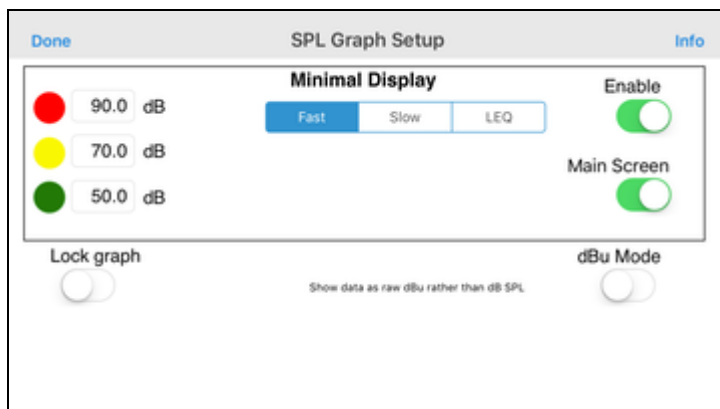 Done SPL Graph Setup Info
Minimal Display
Enable
90.0 dB
Fast Slow LEQ
70.0 dB
Main Screen
50.0 dB
Lock graph
dBu Mode
Show data as raw dBu rather than dB SPL